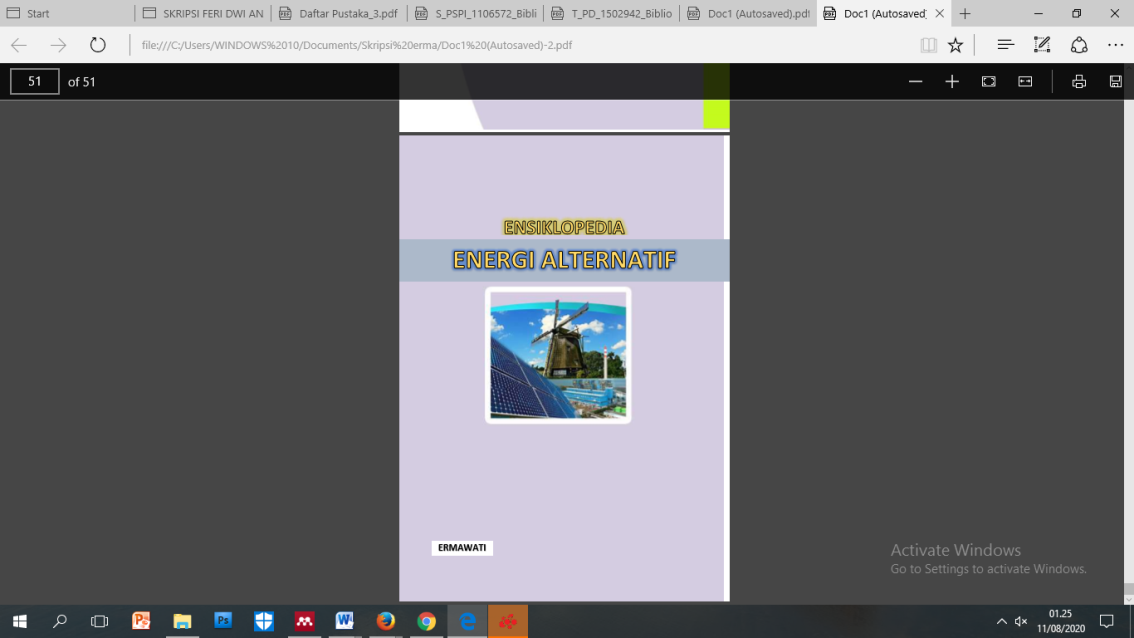 Start
SKRIPSI FERI DWI AN
Daftar Pustaka_3.pdf
S_PSPI_1106572_Bibli
T_PD_1502942_Biblio
Doc1 (Autosaved).pdf
Doc1 (Autosaved)
file:///C:/Users/WINDOWS%2010/Documents/Skripsi%20erma/Doc1%20(Autosaved)-2.pdf
51 of 51
ENSIKLOPEDIA
ENERGI ALTERNATIF
ERMAWATI
Activate Windows
Go to Settings to activate Windows.
01.25
11/08/2020